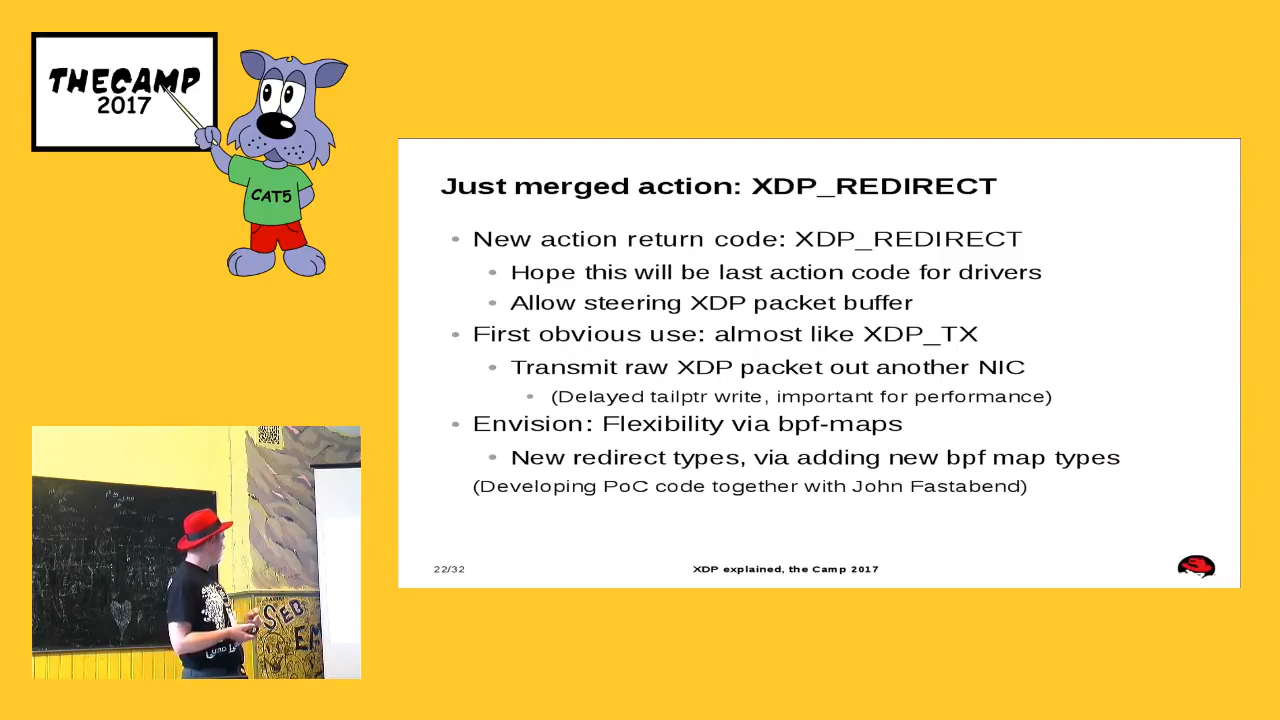 THECAMP
2017
CAT5
Just merged action: XDP_REDIRECT
• New action return code: XDP_REDIRECT
• Hope this will be last action code for drivers
• Allow steering XDP packet buffer
• First obvious use: almost like XDP_TX
• Transmit raw XDP packet out another NIC
• (Delayed tailptr write, important for performance)
• Envision: Flexibility via bpf-maps
• New redirect types, via adding new bpf map types
(Developing PoC code together with John Fastabend)
22/32
XDP explained, the Camp 2017